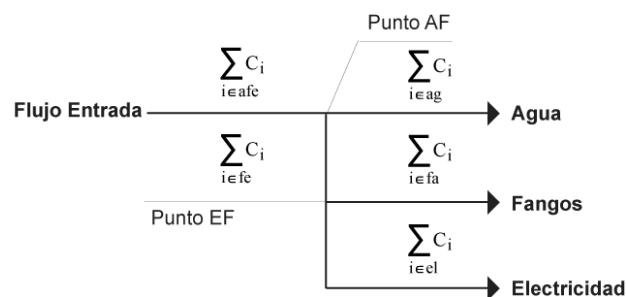 Punto AF
∑ Cᵢ
i∈afe
∑ Cᵢ
i∈ag
Flujo Entrada
Agua
∑ Cᵢ
i∈fe
∑ Cᵢ
i∈fa
Punto EF
Fangos
∑ Cᵢ
i∈el
Electricidad